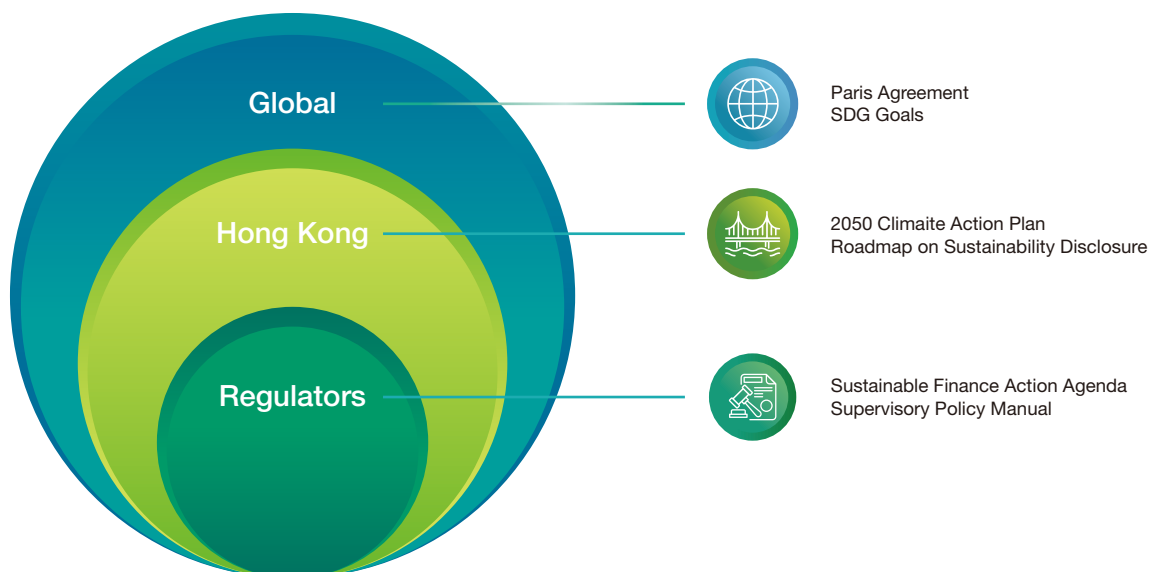 Global
Paris Agreement
SDG Goals
Hong Kong
2050 Climaite Action Plan
Roadmap on Sustainability Disclosure
Regulators
Sustainable Finance Action Agenda
Supervisory Policy Manual